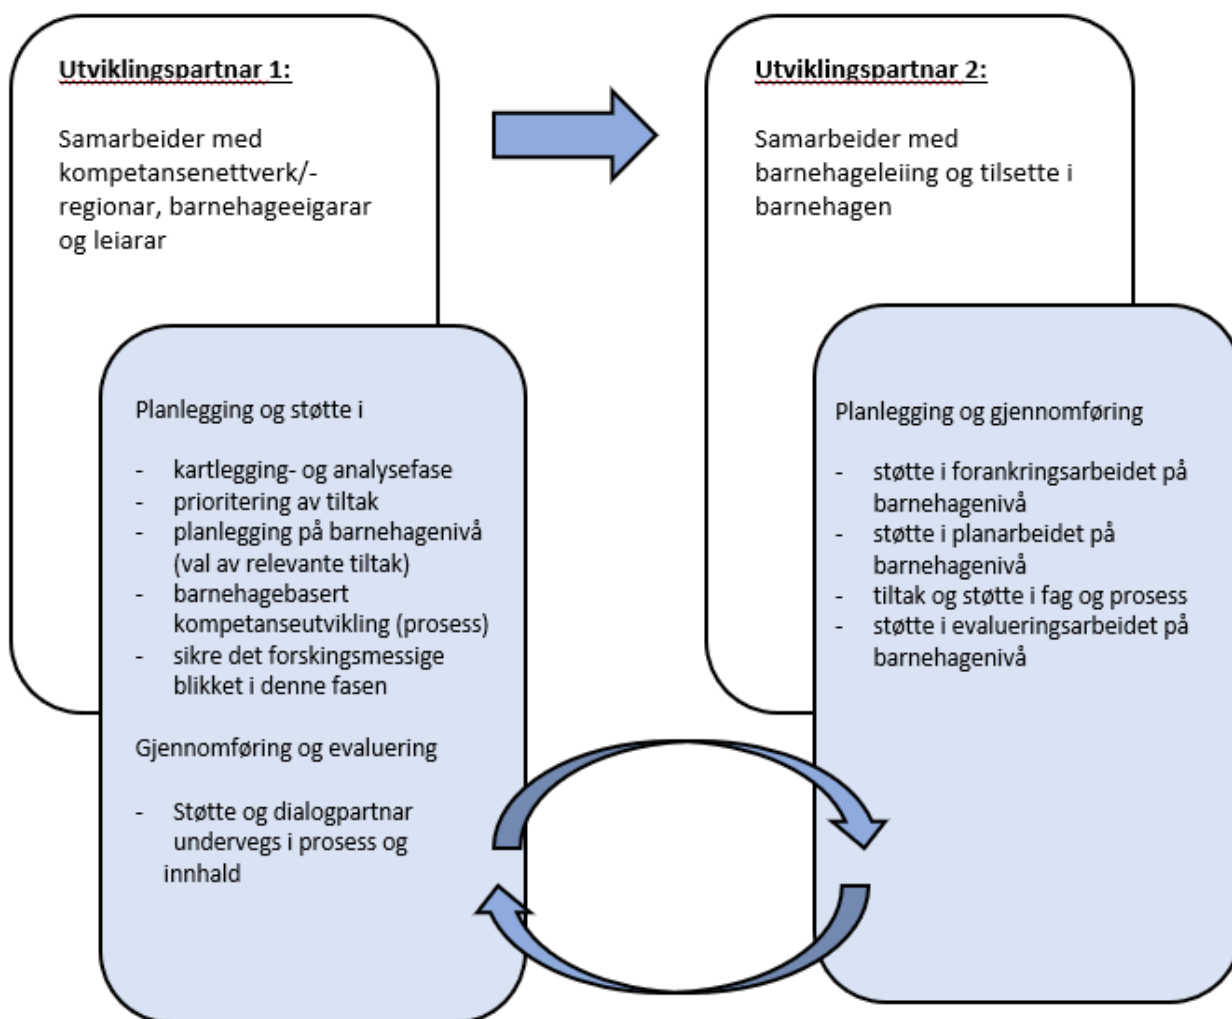 Utviklingspartnar 1:
Samarbeider med
kompetansenettverk/-
regionar, barnehageeigarar
og leiarar
Planlegging og støtte i
- kartlegging- og analysefase
- prioritering av tiltak
- planlegging på barnehagenivå
(val av relevante tiltak)
- barnehagebasert
kompetanseutvikling (prosess)
- sikre det forskingsmessige
blikket i denne fasen
Gjennomføring og evaluering
- Støtte og dialogpartnar
undervegs i prosess og
innhald
Utviklingspartnar 2:
Samarbeider med
barnehageleiing og tilsette i
barnehagen
Planlegging og gjennomføring
- støtte i forankringsarbeidet på
barnehagenivå
- støtte i planarbeidet på
barnehagenivå
- tiltak og støtte i fag og prosess
- støtte i evalueringsarbeidet på
barnehagenivå